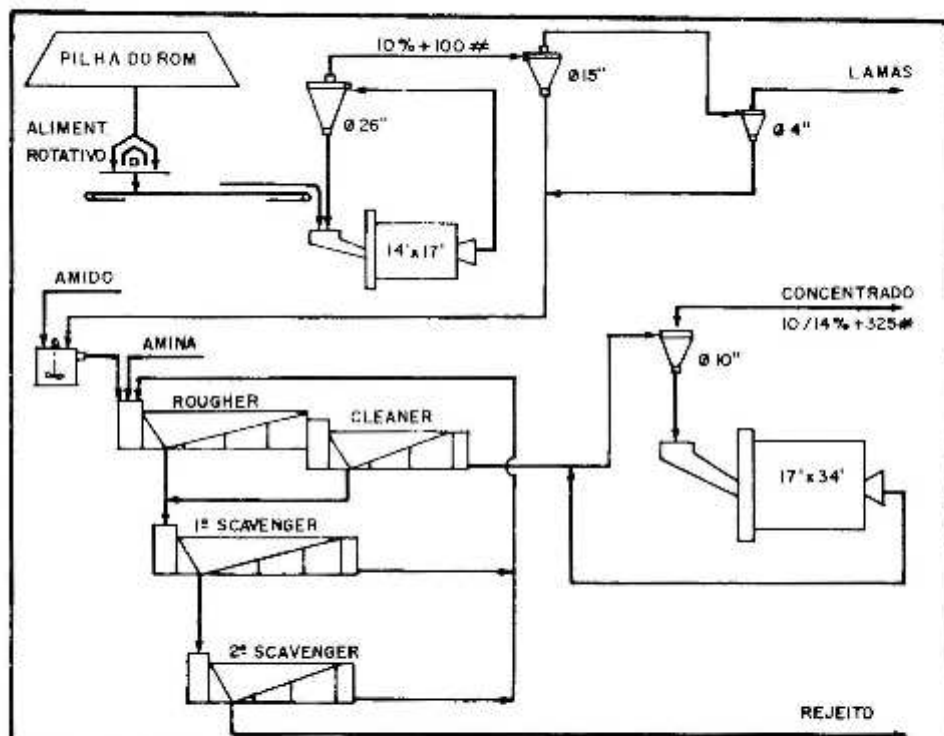 PILHA DO ROM
10% + 100 #
Ø 15"
LAMAS
Ø 26"
Ø 4"
ALIMENT.
ROTATIVO
14' x 17'
AMIDO
CONCENTRADO
10 / 14% + 325 #
AMINA
Ø 10"
ROUGHER
CLEANER
17' x 34'
1º SCAVENGER
2º SCAVENGER
REJEITO